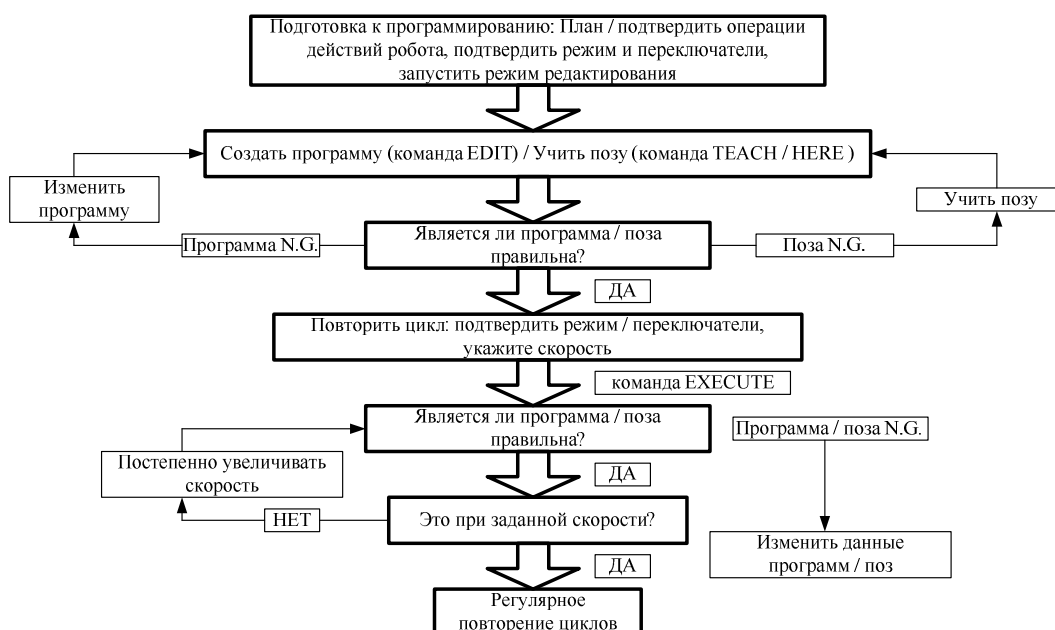 Подготовка к программированию: План / подтвердить операции
действий робота, подтвердить режим и переключатели,
запустить режим редактирования
Создать программу (команда EDIT) / Учить позу (команда TEACH / HERE )
Изменить
программу
Учить позу
Программа N.G.
Является ли программа / поза
правильна?
Поза N.G.
ДА
Повторить цикл: подтвердить режим / переключатели,
укажите скорость
команда EXECUTE
Является ли программа / поза
правильна?
Программа / поза N.G.
Постепенно увеличивать
скорость
ДА
НЕТ
Это при заданной скорости?
Изменить данные
программ / поз
ДА
Регулярное
повторение циклов